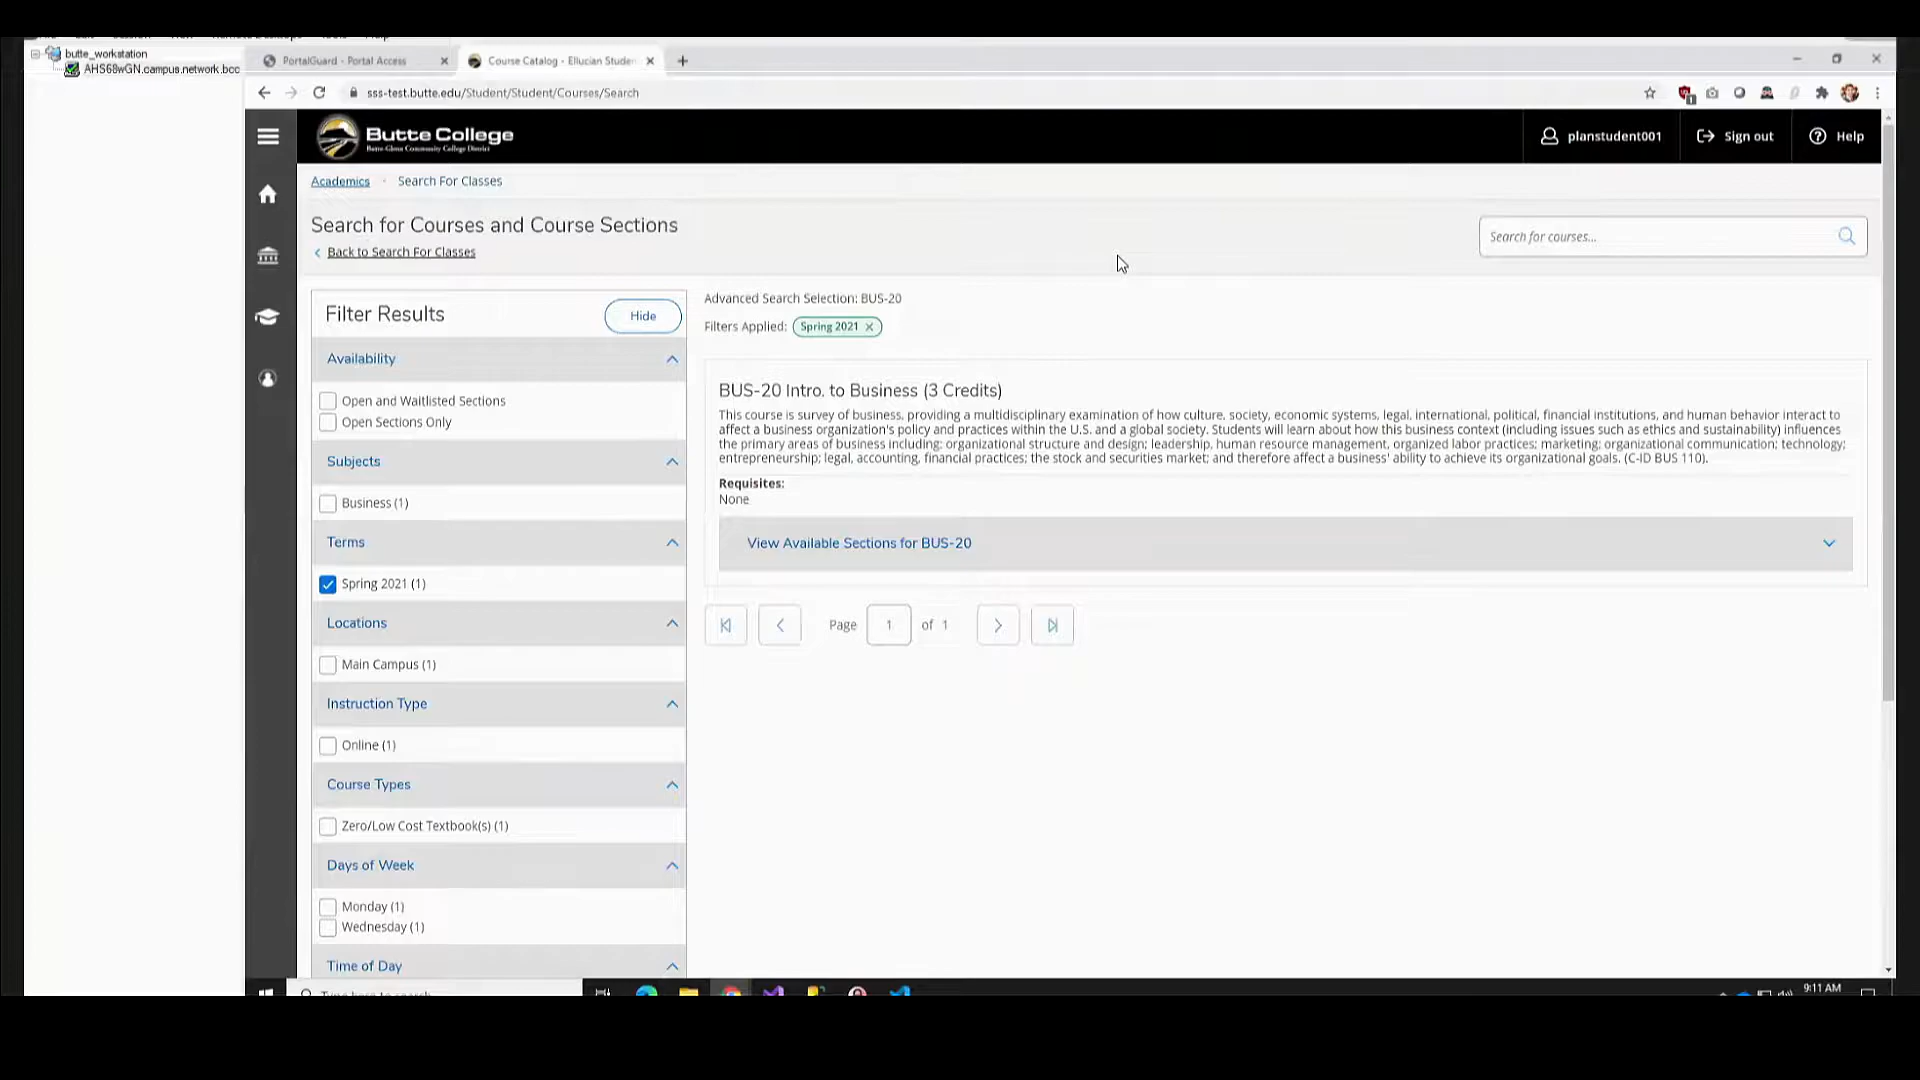 butte_workstation
AHS68wGN.campus.network.bcc
PortalGuard - Portal Access
Course Catalog - Ellucian Studen
sss-test.butte.edu/Student/Student/Courses/Search
Butte College
Butte-Glenn Community College District
planstudent001
Sign out
Help
Academics · Search For Classes
Search for Courses and Course Sections
Back to Search For Classes
Search for courses...
Filter Results
Hide
Availability
Open and Waitlisted Sections
Open Sections Only
Subjects
Business (1)
Terms
Spring 2021 (1)
Locations
Main Campus (1)
Instruction Type
Online (1)
Course Types
Zero/Low Cost Textbook(s) (1)
Days of Week
Monday (1)
Wednesday (1)
Time of Day
Advanced Search Selection: BUS-20
Filters Applied: Spring 2021
BUS-20 Intro. to Business (3 Credits)
This course is survey of business, providing a multidisciplinary examination of how culture, society, economic systems, legal, international, political, financial institutions, and human behavior interact to
affect a business organization's policy and practices within the U.S. and a global society. Students will learn about how this business context (including issues such as ethics and sustainability) influences
the primary areas of business including: organizational structure and design; leadership, human resource management, organized labor practices; marketing; organizational communication; technology;
entrepreneurship; legal, accounting, financial practices; the stock and securities market; and therefore affect a business' ability to achieve its organizational goals. (C-ID BUS 110).
Requisites:
None
View Available Sections for BUS-20
Page 1 of 1
Type here to search
9:11 AM